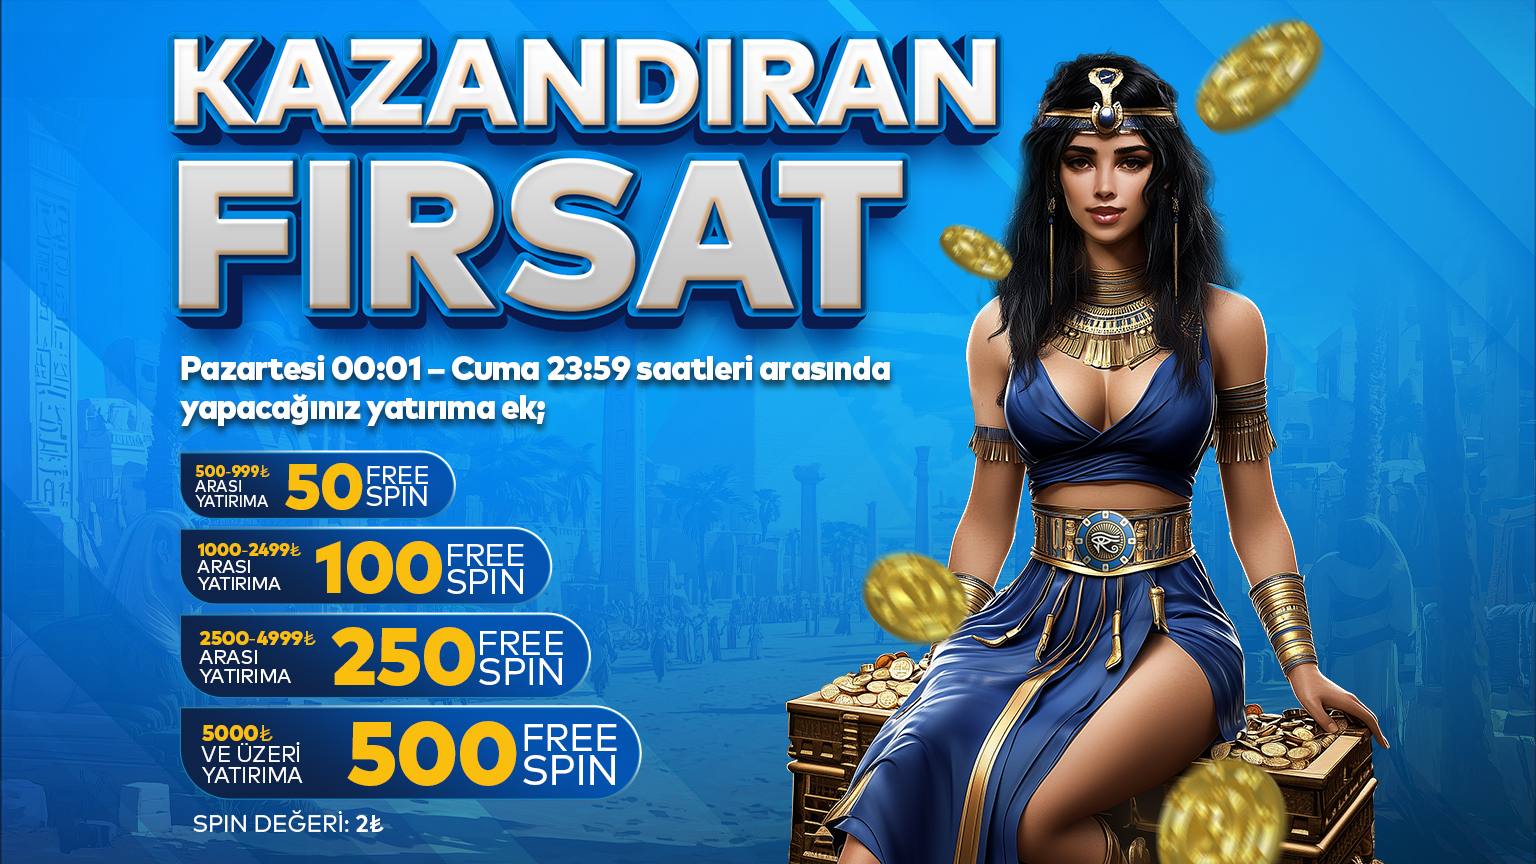 KAZANDIRAN
FIRSAT
Pazartesi 00:01 – Cuma 23:59 saatleri arasında
yapacağınız yatırıma ek;
500-999₺
ARASI
YATIRIMA
50
FREE
SPIN
1000-2499₺
ARASI
YATIRIMA
100
FREE
SPIN
2500-4999₺
ARASI
YATIRIMA
250
FREE
SPIN
5000₺
VE ÜZERİ
YATIRIMA
500
FREE
SPIN
SPIN DEĞERİ: 2₺